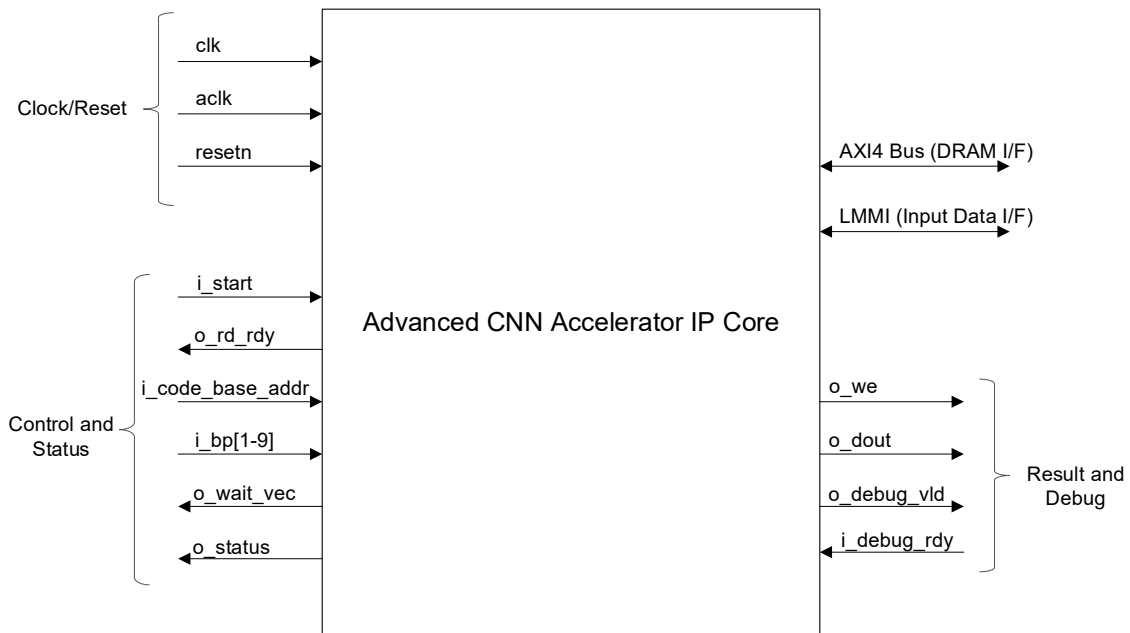 clk
aclk
resetn
Clock/Reset
AXI4 Bus (DRAM I/F)
LMMI (Input Data I/F)
i_start
o_rd_rdy
i_code_base_addr
i_bp[1-9]
o_wait_vec
o_status
Control and
Status
Advanced CNN Accelerator IP Core
o_we
o_dout
o_debug_vld
i_debug_rdy
Result and
Debug